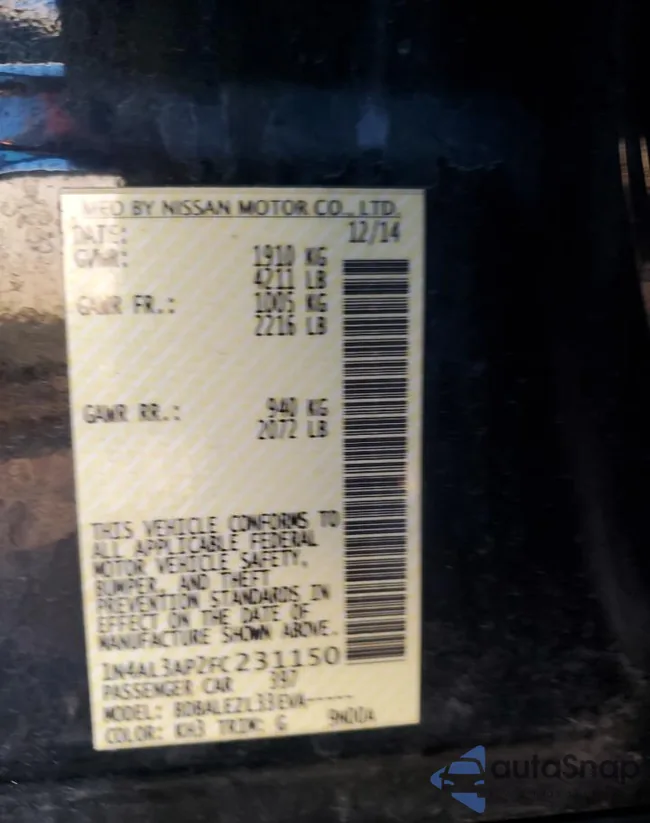 MFD BY NISSAN MOTOR CO., LTD.
DATE: 12/14
GVWR: 1910 KG
4211 LB
GAWR FR.: 1005 KG
2216 LB
GAWR RR.: 940 KG
2072 LB
THIS VEHICLE CONFORMS TO
ALL APPLICABLE FEDERAL
MOTOR VEHICLE SAFETY,
BUMPER, AND THEFT
PREVENTION STANDARDS IN
EFFECT ON THE DATE OF
MANUFACTURE SHOWN ABOVE.
1N4AL3AP2FC231150
PASSENGER CAR 397
MODEL:
COLOR: KH3 TRIM: G
autoSnap